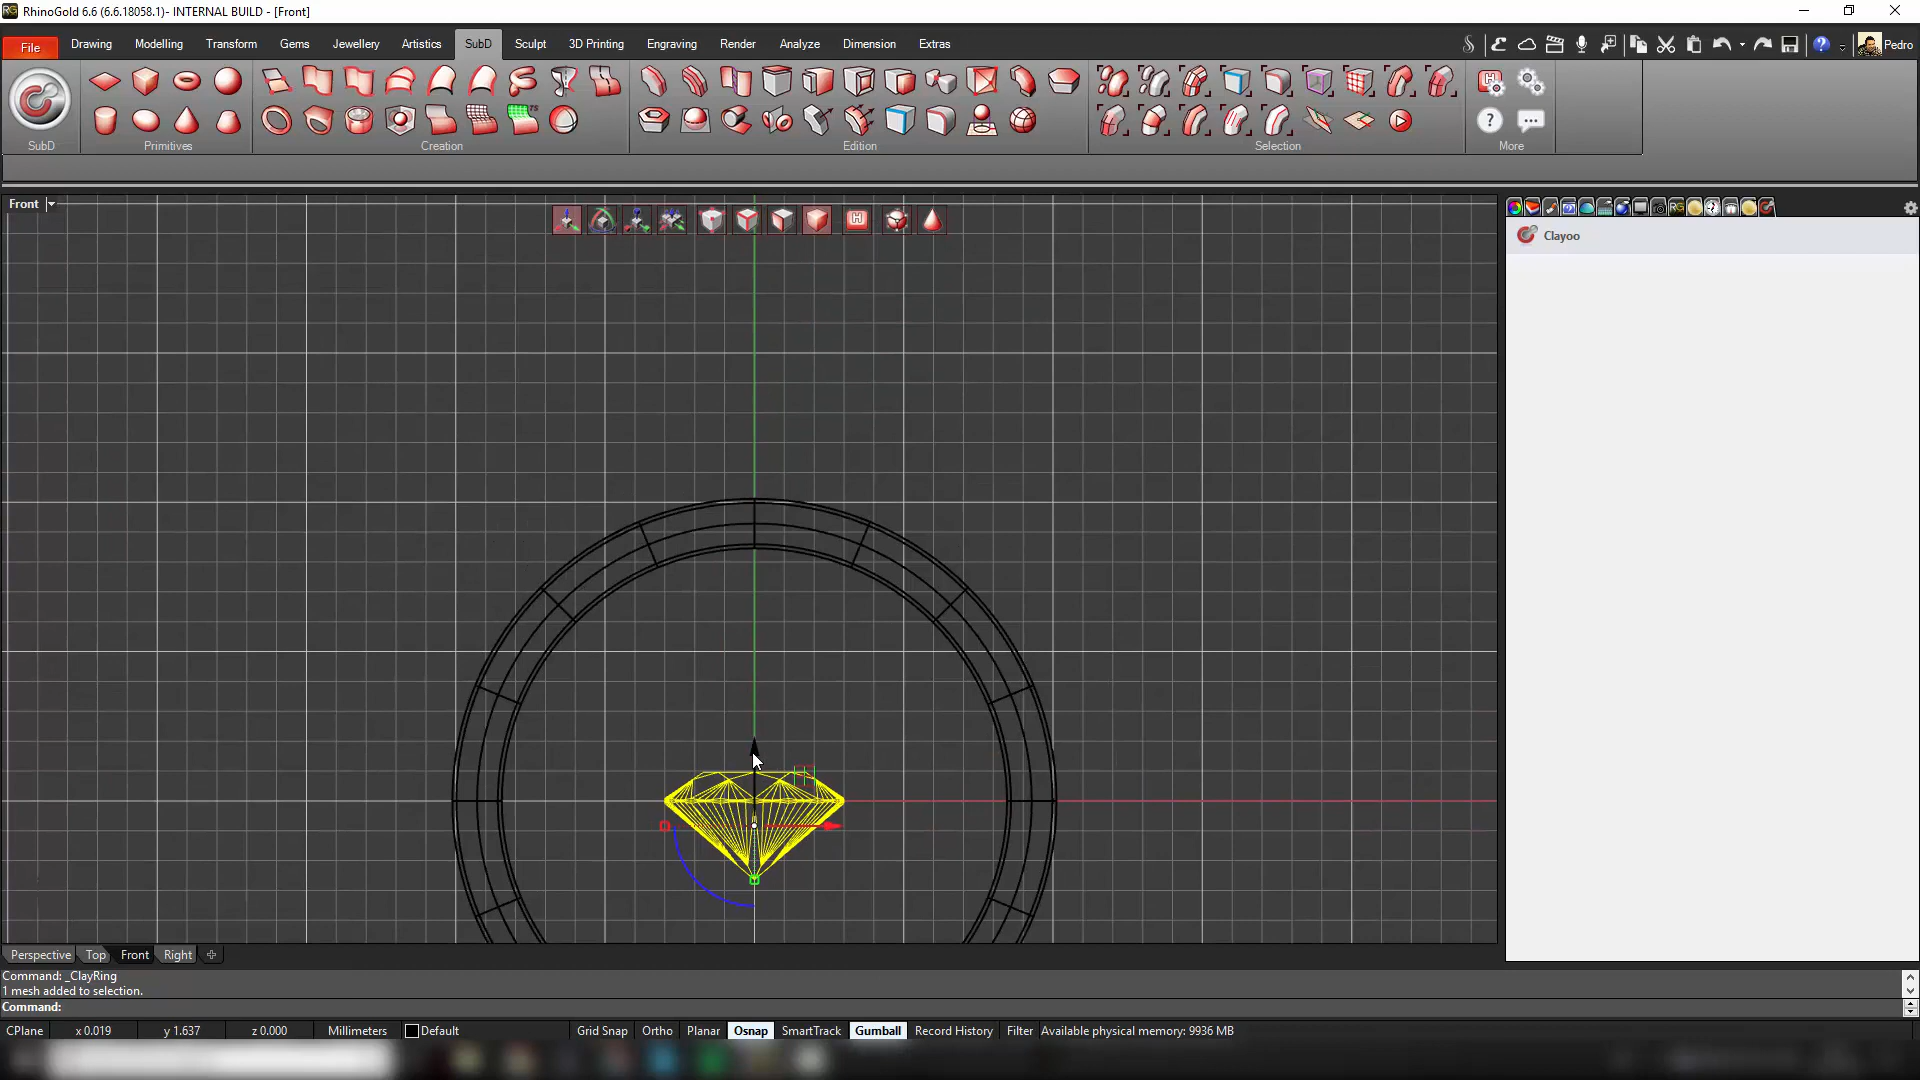 RhinoGold 6.6 (6.6.18058.1)- INTERNAL BUILD - [Front]
File Drawing Modelling Transform Gems Jewellery Artistics SubD Sculpt 3D Printing Engraving Render Analyze Dimension Extras Pedro
SubD Primitives Creation Edition Selection More
Front
Clayoo
Perspective Top Front Right
Command: _ClayRing
1 mesh added to selection.
Command:
CPlane x 0.019 y 1.637 z 0.000 Millimeters Default Grid Snap Ortho Planar Osnap SmartTrack Gumball Record History Filter Available physical memory: 9936 MB